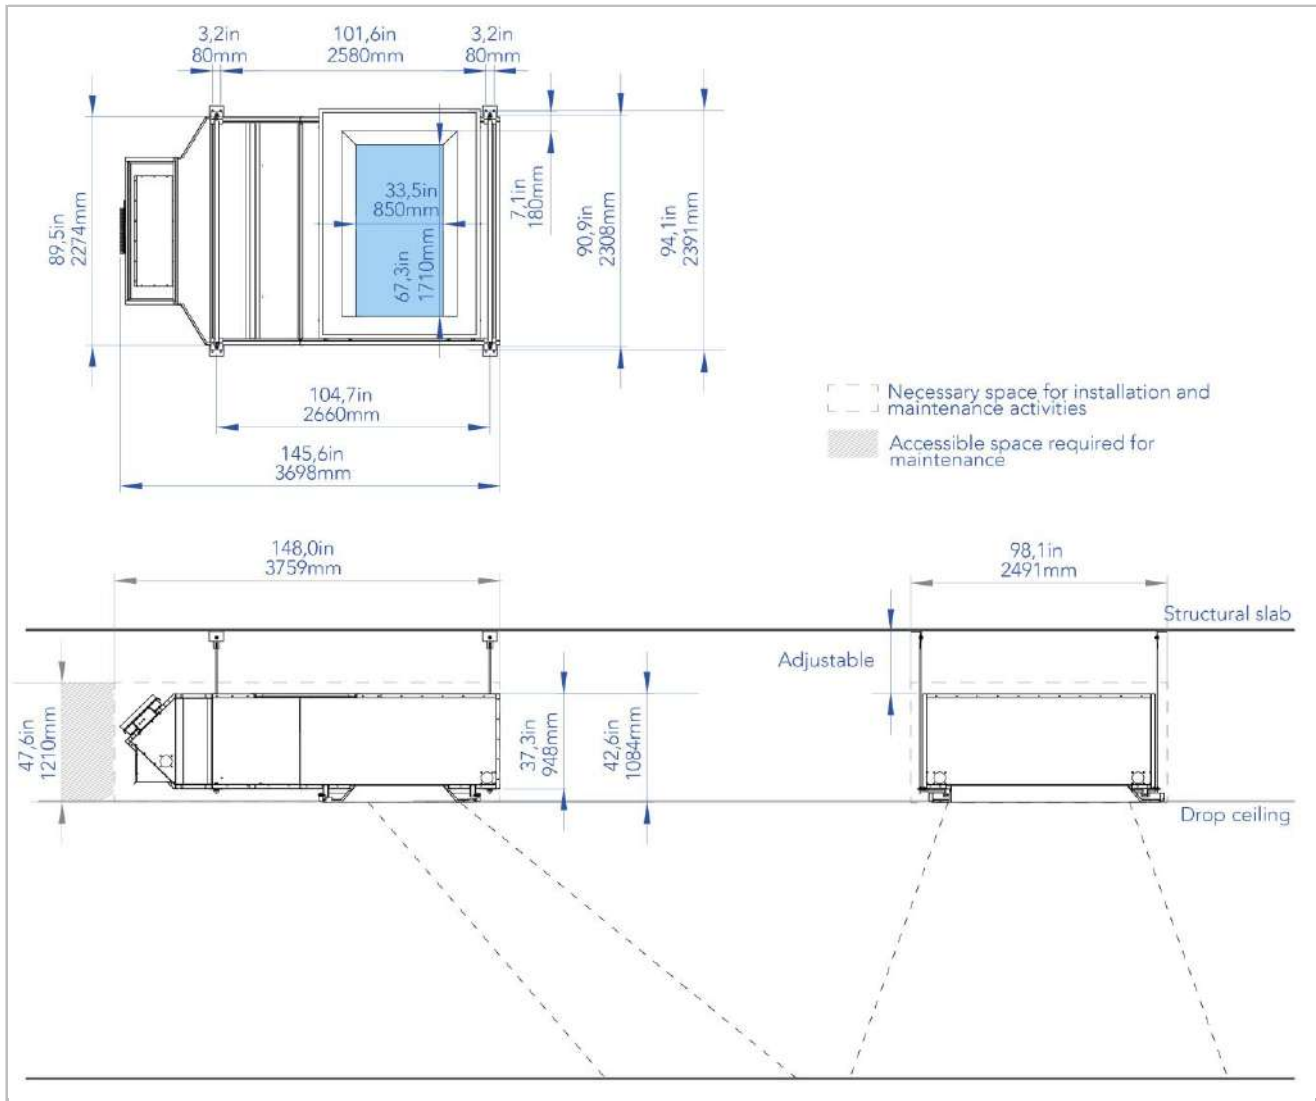 3,2in
80mm
101,6in
2580mm
3,2in
80mm
89,5in
2274mm
33,5in
850mm
67,3in
1710mm
7,1in
180mm
90,9in
2308mm
94,1in
2391mm
104,7in
2660mm
145,6in
3698mm
Necessary space for installation and
maintenance activities
Accessible space required for
maintenance
148,0in
3759mm
98,1in
2491mm
Structural slab
Adjustable
47,6in
1210mm
37,3in
948mm
42,6in
1084mm
Drop ceiling